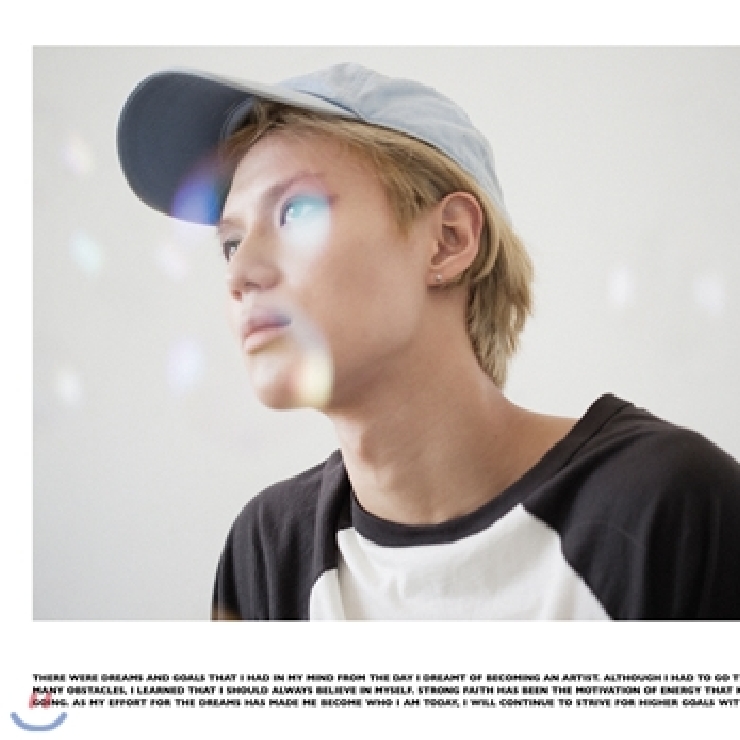 THERE WERE DREAMS AND GOALS THAT I HAD IN MY MIND FROM THE DAY I DREAMT OF BECOMING AN ARTIST. ALTHOUGH I HAD TO GO T
MANY OBSTACLES, I LEARNED THAT I SHOULD ALWAYS BELIEVE IN MYSELF. STRONG FAITH HAS BEEN THE MOTIVATION OF ENERGY THAT
GOING. AS MY EFFORT FOR THE DREAMS HAS MADE ME BECOME WHO I AM TODAY, I WILL CONTINUE TO STRIVE FOR HIGHER GOALS WIT